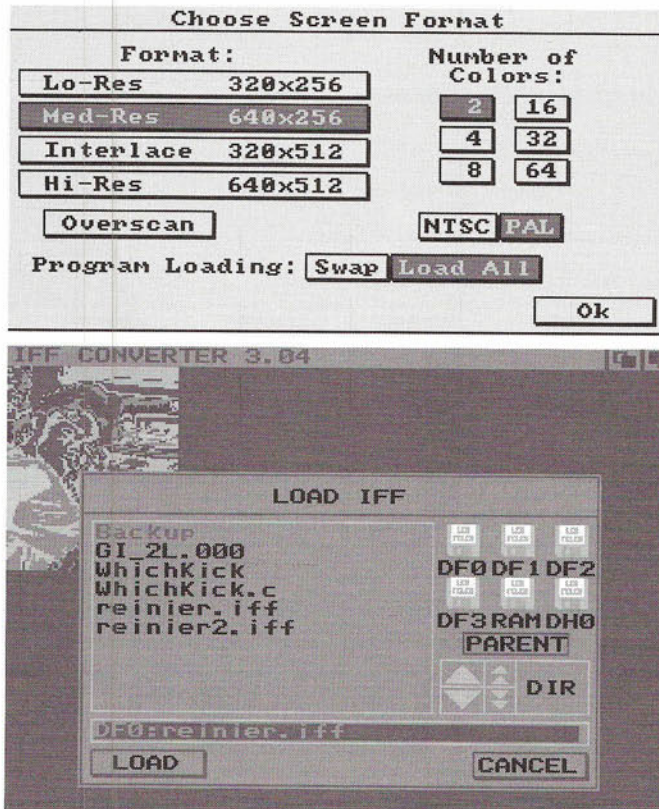 Choose Screen Format
Format:
Number of
Colors:
Lo-Res 320x256
Med-Res 640x256
Interlace 320x512
Hi-Res 640x512
2 16
4 32
8 64
Overscan
NTSC PAL
Program Loading: Swap Load All
Ok
IFF CONVERTER 3.04
LOAD IFF
Backup
GI_2L.000
WhichKick
WhichKick.c
reinier.iff
reinier2.iff
DF0 DF1 DF2
DF3 RAM DH0
PARENT
DIR
DF0:reinier.iff
LOAD
CANCEL